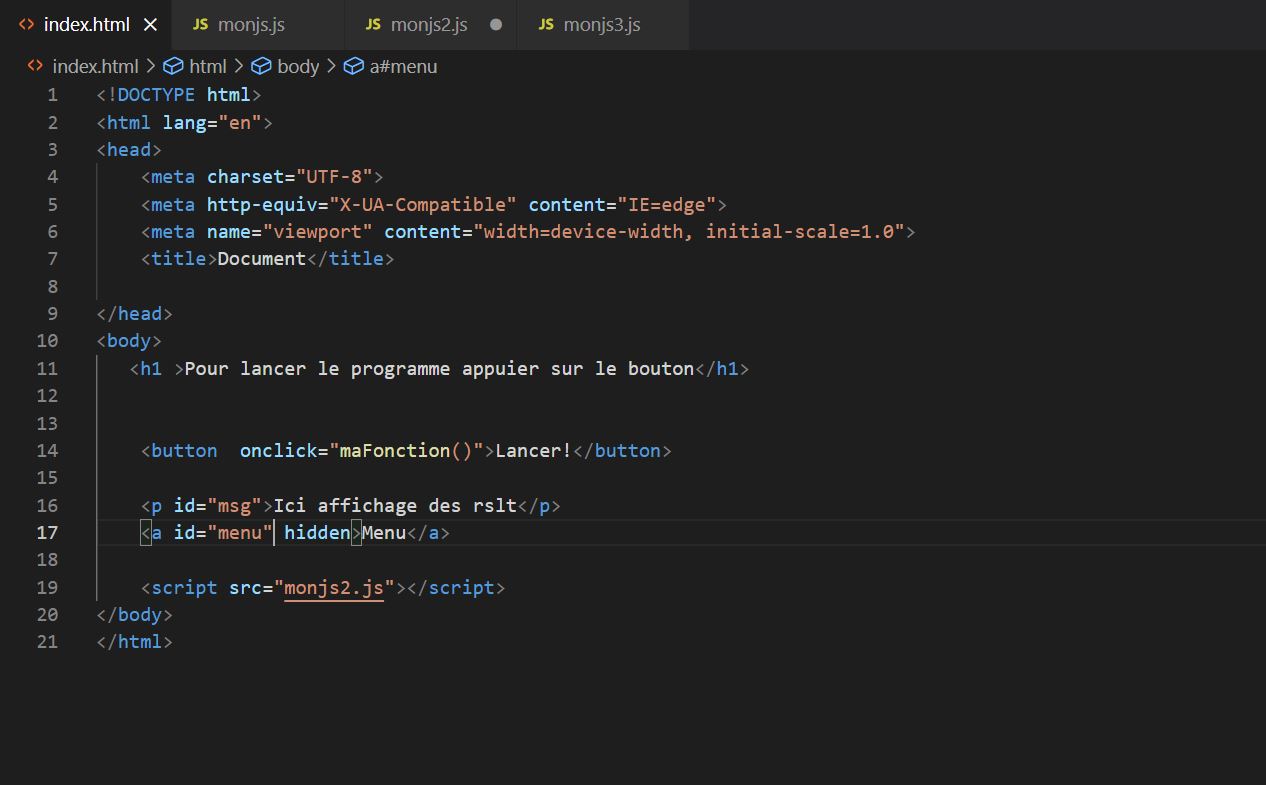 index.html
monjs.js
monjs2.js
monjs3.js
index.html > html > body > a#menu
1 <!DOCTYPE html>
2 <html lang="en">
3 <head>
4     <meta charset="UTF-8">
5     <meta http-equiv="X-UA-Compatible" content="IE=edge">
6     <meta name="viewport" content="width=device-width, initial-scale=1.0">
7     <title>Document</title>
8
9 </head>
10 <body>
11    <h1 >Pour lancer le programme appuier sur le bouton</h1>
12
13
14     <button  onclick="maFonction()">Lancer!</button>
15
16     <p id="msg">Ici affichage des rslt</p>
17     <a id="menu" hidden>Menu</a>
18
19     <script src="monjs2.js"></script>
20 </body>
21 </html>